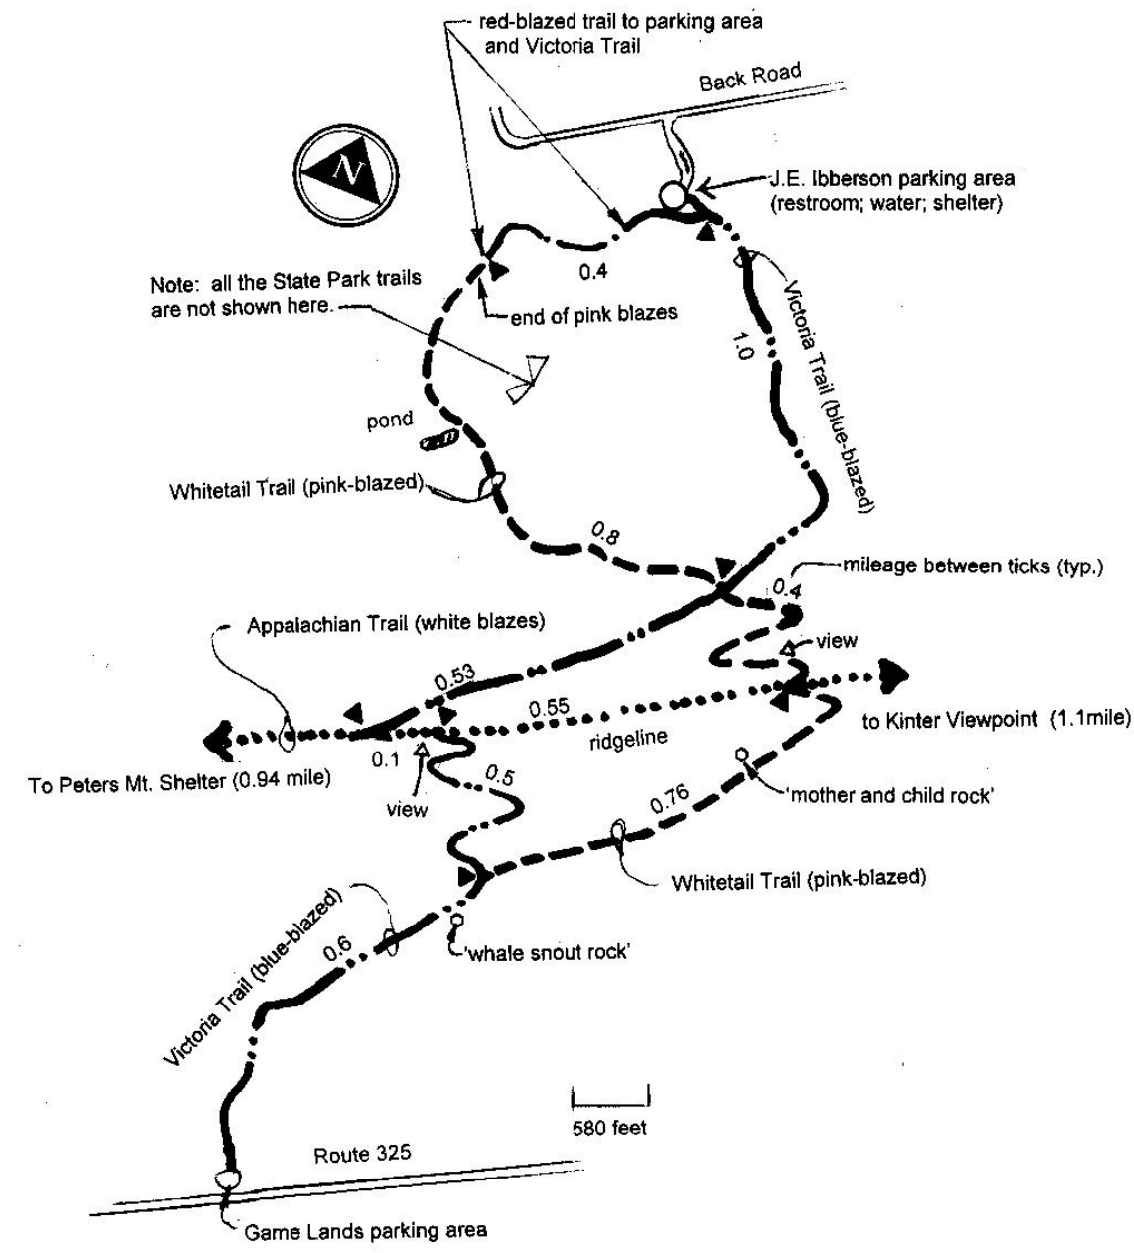 red-blazed trail to parking area
and Victoria Trail
Back Road
N
J.E. Ibberson parking area
(restroom; water; shelter)
0.4
Note: all the State Park trails
are not shown here.
end of pink blazes
Victoria Trail (blue-blazed)
1.0
pond
Whitetail Trail (pink-blazed)
0.8
mileage between ticks (typ.)
0.4
Appalachian Trail (white blazes)
view
0.53
0.55
ridgeline
to Kinter Viewpoint (1.1mile)
0.1
To Peters Mt. Shelter (0.94 mile)
view
0.5
'mother and child rock'
0.76
Whitetail Trail (pink-blazed)
Victoria Trail (blue-blazed)
0.6
'whale snout rock'
580 feet
Route 325
Game Lands parking area